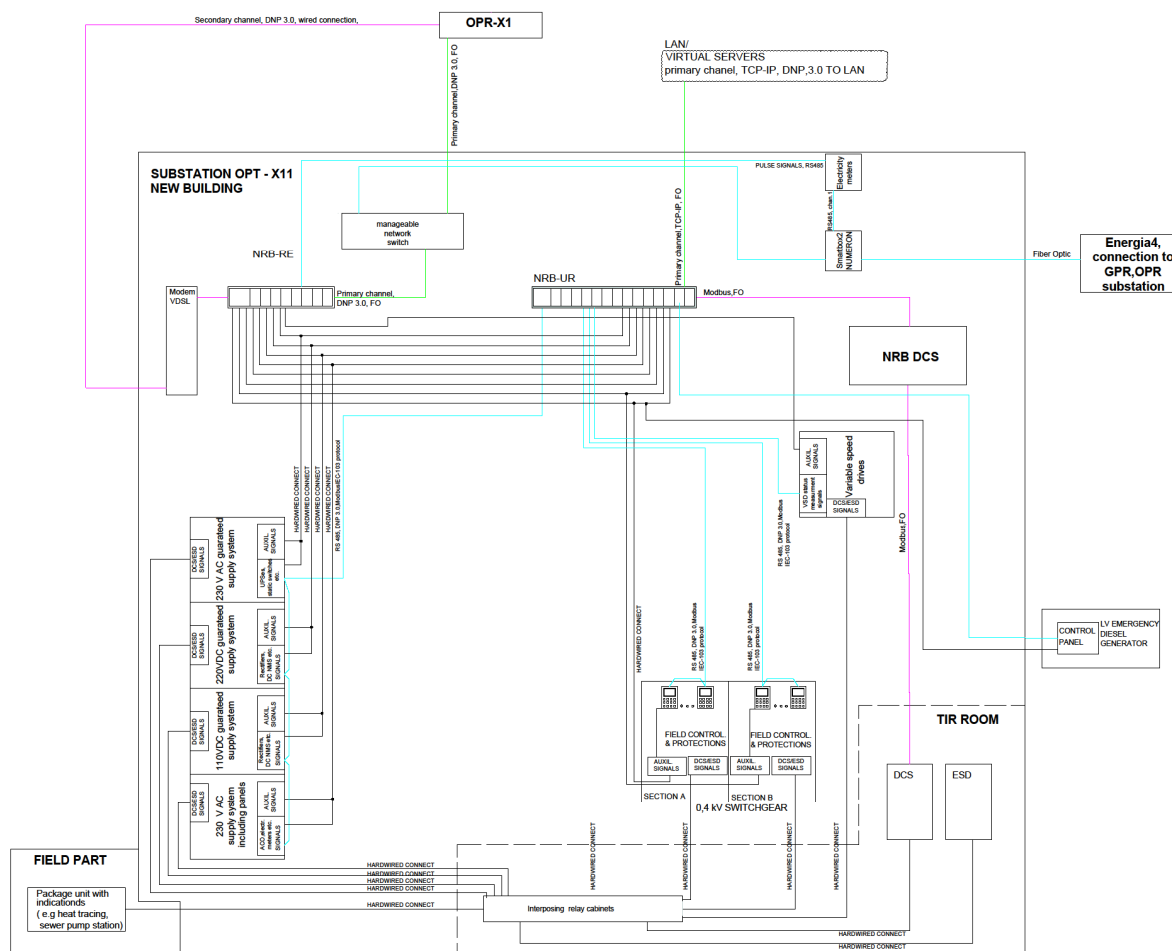 Secondary channel, DNP 3.0, wired connection,
OPR-X1
Primary channel,DNP 3.0, FO
LAN/
VIRTUAL SERVERS
primary chanel, TCP-IP, DNP,3.0 TO LAN
SUBSTATION OPT - X11
NEW BUILDING
PULSE SIGNALS, RS485
Electricity
meters
RS485, chan.1
Smartbox2
NUMERON
Fiber Optic
Energia4,
connection to
GPR,OPR
substation
manageable
network
switch
NRB-RE
NRB-UR
Primary channel,TCP-IP, FO
Modem
VDSL
Primary channel,
DNP 3.0, FO
Modbus,FO
NRB DCS
HARDWIRED CONNECT
HARDWIRED CONNECT
HARDWIRED CONNECT
HARDWIRED CONNECT
RS 485, DNP 3.0,Modbus/IEC-103 protocol
AUXIL.
SIGNALS
VSD status
measurment
signals
Variable speed
drives
DCS/ESD
SIGNALS
RS 485, DNP 3.0,Modbus
IEC-103 protocol
Modbus,FO
DCS/ESD
SIGNALS
230 V AC guarateed
supply system
AUXIL.
SIGNALS
UPSes,
static switches
etc.
DCS/ESD
SIGNALS
220VDC guarateed
supply system
AUXIL.
SIGNALS
Rectifiers,
DC NMS etc.
SIGNALS
DCS/ESD
SIGNALS
110VDC guarateed
supply system
AUXIL.
SIGNALS
Rectifiers,
DC NMS etc.
SIGNALS
DCS/ESD
SIGNALS
230 V AC
supply system
including panels
AUXIL.
SIGNALS
ACO,electr.
meters etc.
SIGNALS
HARDWIRED CONNECT
RS 485, DNP 3.0,Modbus
IEC-103 protocol
RS 485, DNP 3.0,Modbus
IEC-103 protocol
CONTROL
PANEL
LV EMERGENCY
DIESEL
GENERATOR
FIELD CONTROL
& PROTECTIONS
FIELD CONTROL.
& PROTECTIONS
AUXIL.
SIGNALS
DCS/ESD
SIGNALS
AUXIL.
SIGNALS
DCS/ESD
SIGNALS
SECTION A
SECTION B
0,4 kV SWITCHGEAR
TIR ROOM
DCS
ESD
HARDWIRED CONNECT
HARDWIRED CONNECT
HARDWIRED CONNECT
HARDWIRED CONNECT
FIELD PART
Package unit with
indicationds
( e.g heat tracing,
sewer pump station)
HARDWIRED CONNECT
HARDWIRED CONNECT
HARDWIRED CONNECT
HARDWIRED CONNECT
HARDWIRED CONNECT
Interposing relay cabinets
HARDWIRED CONNECT
HARDWIRED CONNECT